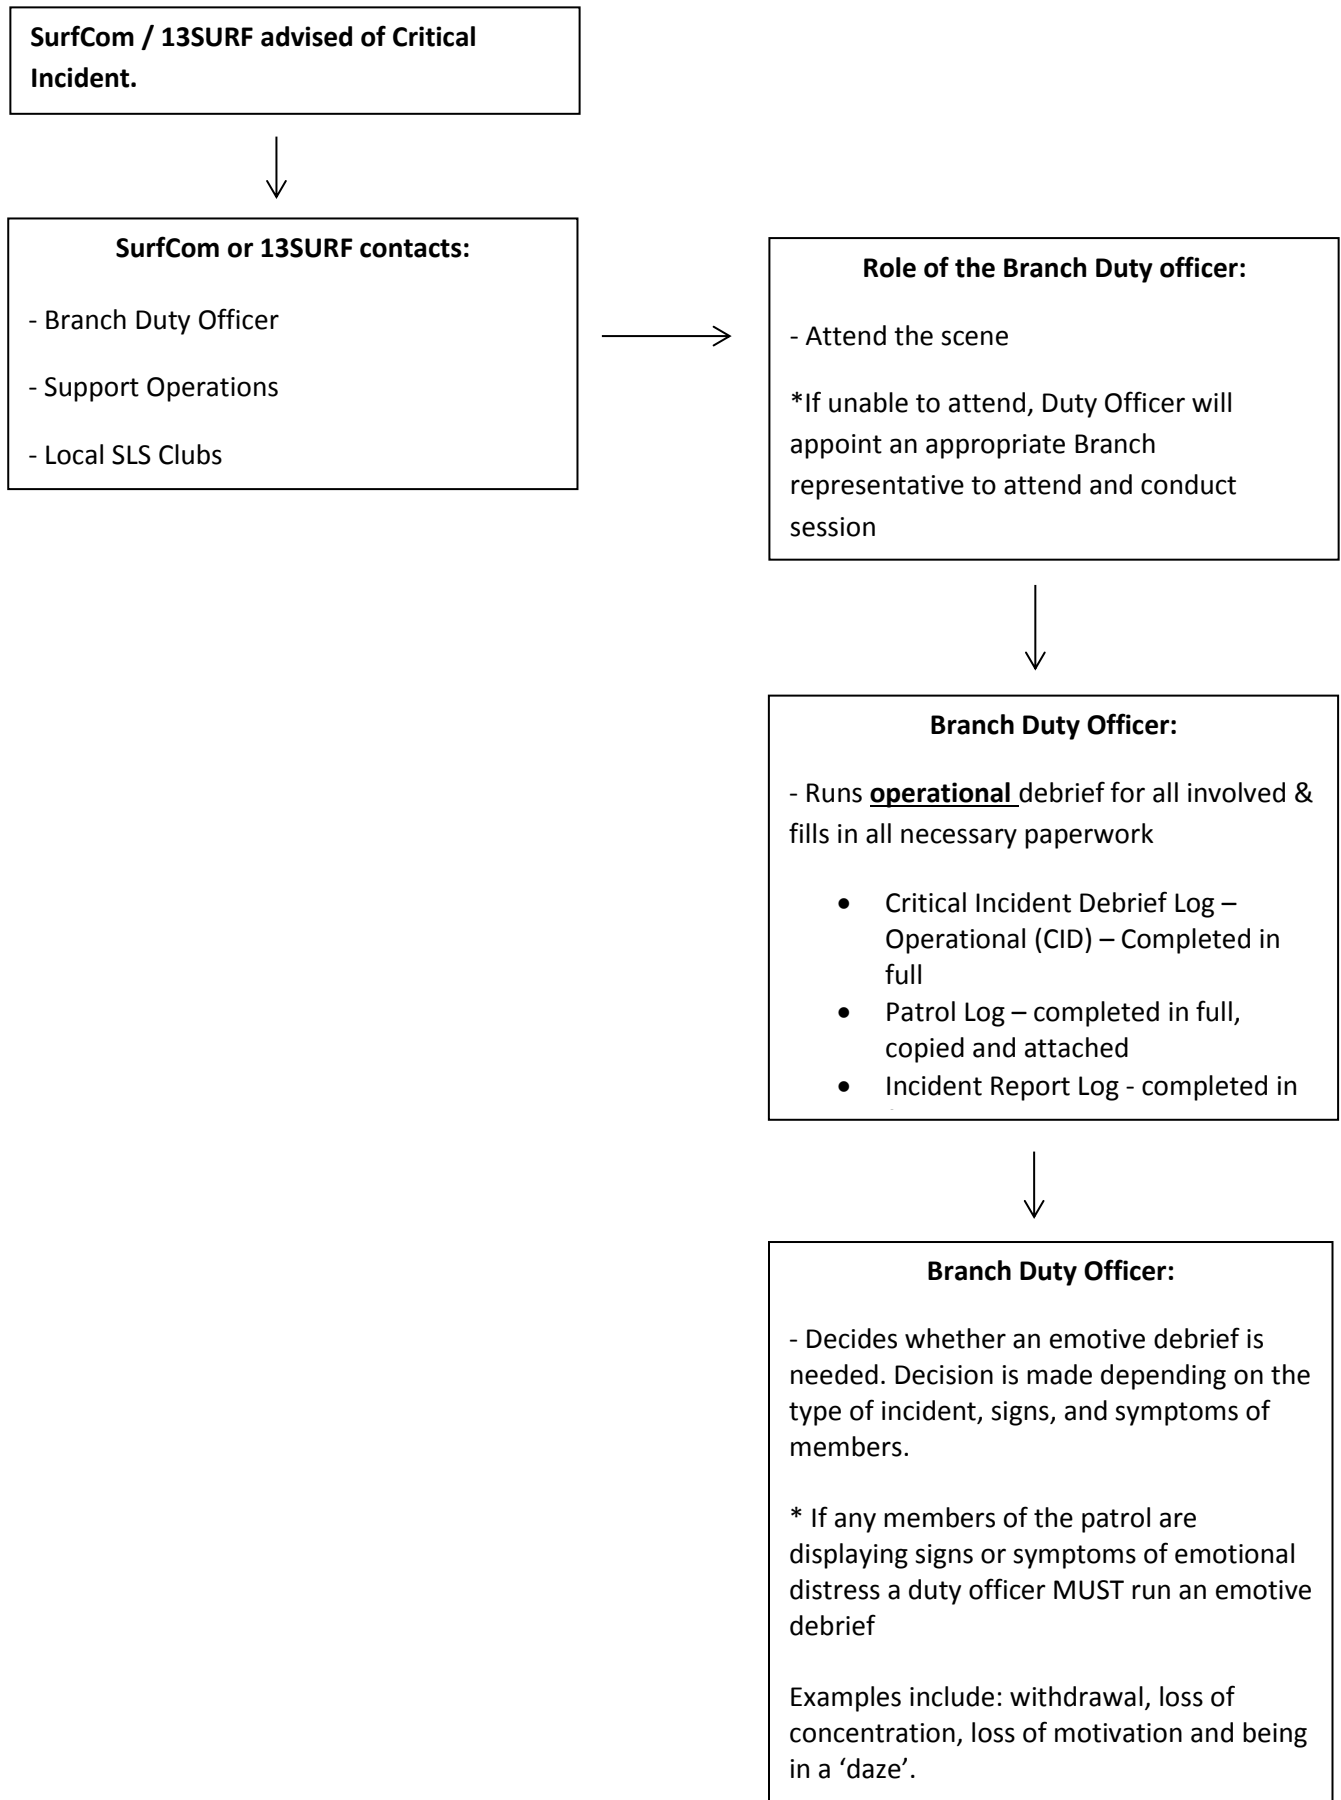 SurfCom / 13SURF advised of Critical
Incident.
SurfCom or 13SURF contacts:
- Branch Duty Officer
- Support Operations
- Local SLS Clubs
Role of the Branch Duty officer:
- Attend the scene
*If unable to attend, Duty Officer will
appoint an appropriate Branch
representative to attend and conduct
session
Branch Duty Officer:
- Runs operational debrief for all involved &
fills in all necessary paperwork
• Critical Incident Debrief Log –
Operational (CID) – Completed in
full
• Patrol Log – completed in full,
copied and attached
• Incident Report Log - completed in
Branch Duty Officer:
- Decides whether an emotive debrief is
needed. Decision is made depending on the
type of incident, signs, and symptoms of
members.
* If any members of the patrol are
displaying signs or symptoms of emotional
distress a duty officer MUST run an emotive
debrief
Examples include: withdrawal, loss of
concentration, loss of motivation and being
in a ‘daze’.